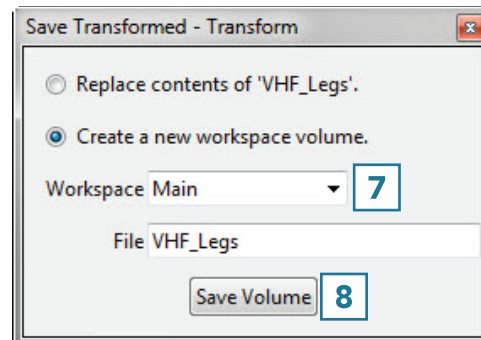 Save Transformed - Transform
Replace contents of 'VHF_Legs'.
Create a new workspace volume.
Workspace Main 7
File VHF_Legs
Save Volume 8